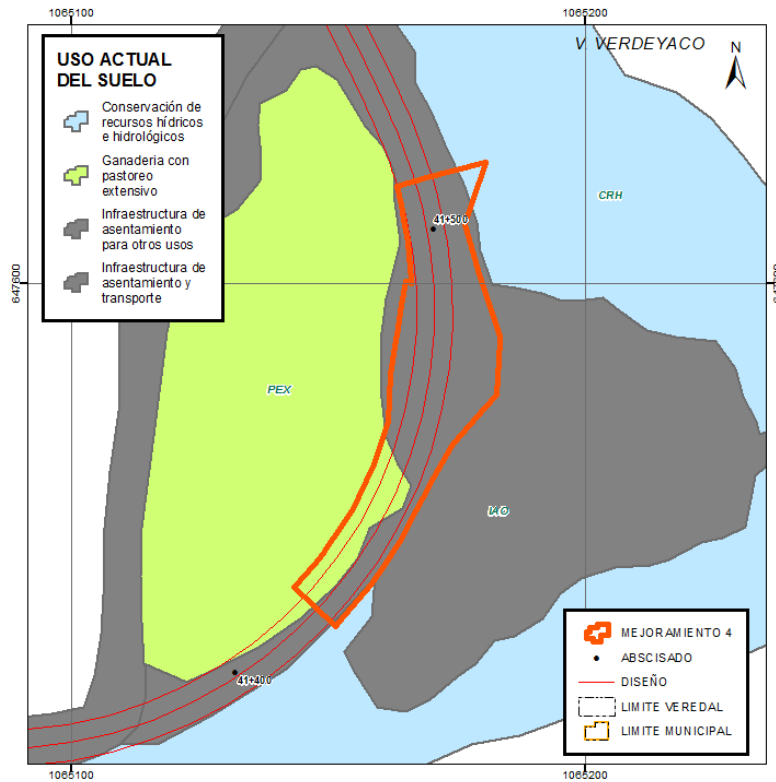 1065100
1065200
USO ACTUAL
DEL SUELO
Conservación de
recursos hídricos
e hidrológicos
Ganaderia con
pastoreo
extensivo
Infraestructura de
asentamiento
para otros usos
Infraestructura de
asentamiento y
transporte
V. VERDEYACO
N
CRH
41+500
647600
PEX
IAO
41+400
MEJORAMIENTO 4
ABSCISADO
DISEÑO
LIMITE VEREDAL
LIMITE MUNICIPAL
1065100
1065200